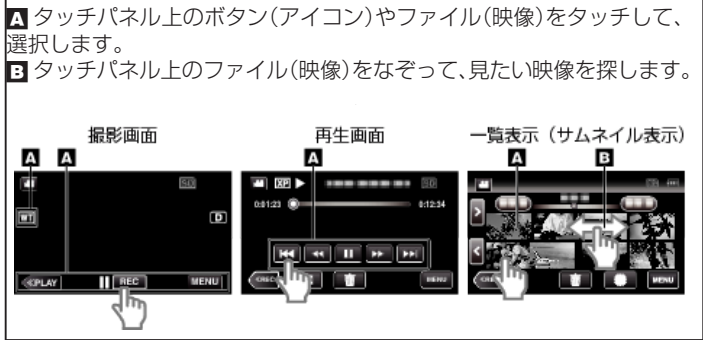 A タッチパネル上のボタン(アイコン)やファイル(映像)をタッチして、
選択します。
B タッチパネル上のファイル(映像)をなぞって、見たい映像を探します。
撮影画面
再生画面
一覧表示(サムネイル表示)
A A
A
A B
SD
D
<PLAY REC MENU
XP SD
0:01:23 0:12:34
<REC MENU
MENU